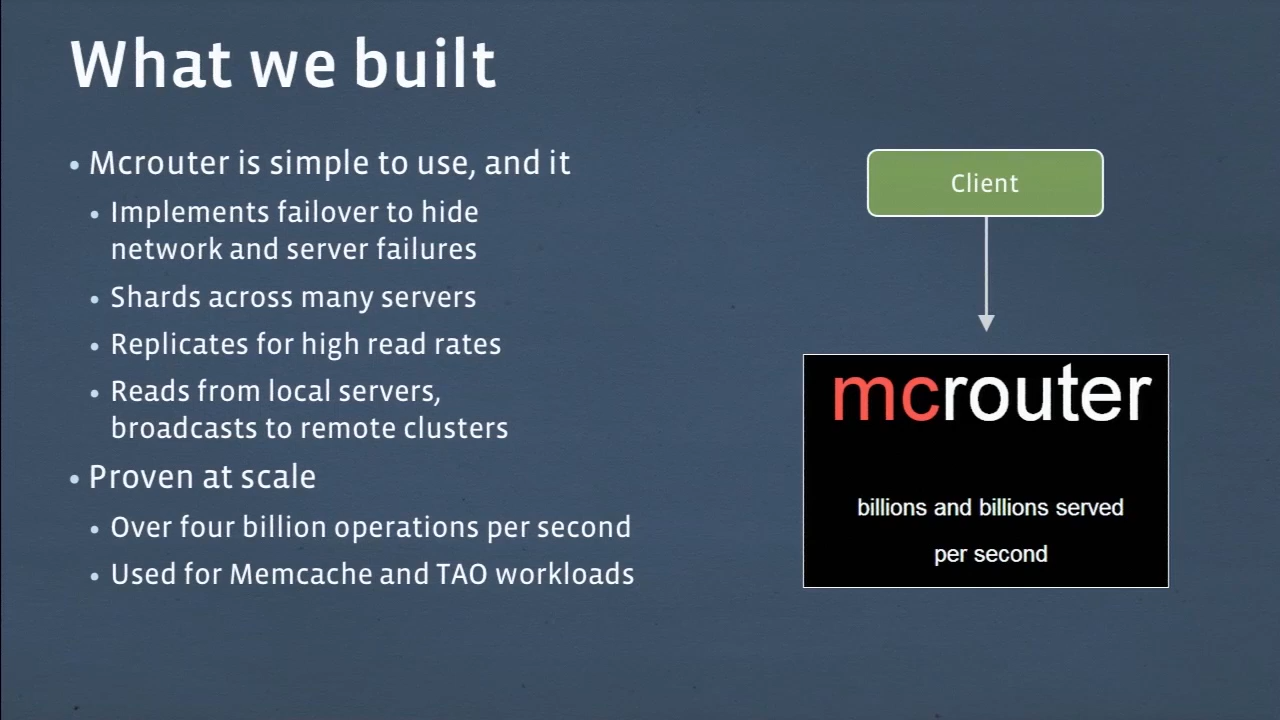 What we built
• Mcrouter is simple to use, and it
• Implements failover to hide
network and server failures
• Shards across many servers
• Replicates for high read rates
• Reads from local servers,
broadcasts to remote clusters
• Proven at scale
• Over four billion operations per second
• Used for Memcache and TAO workloads
Client
mcrouter
billions and billions served
per second